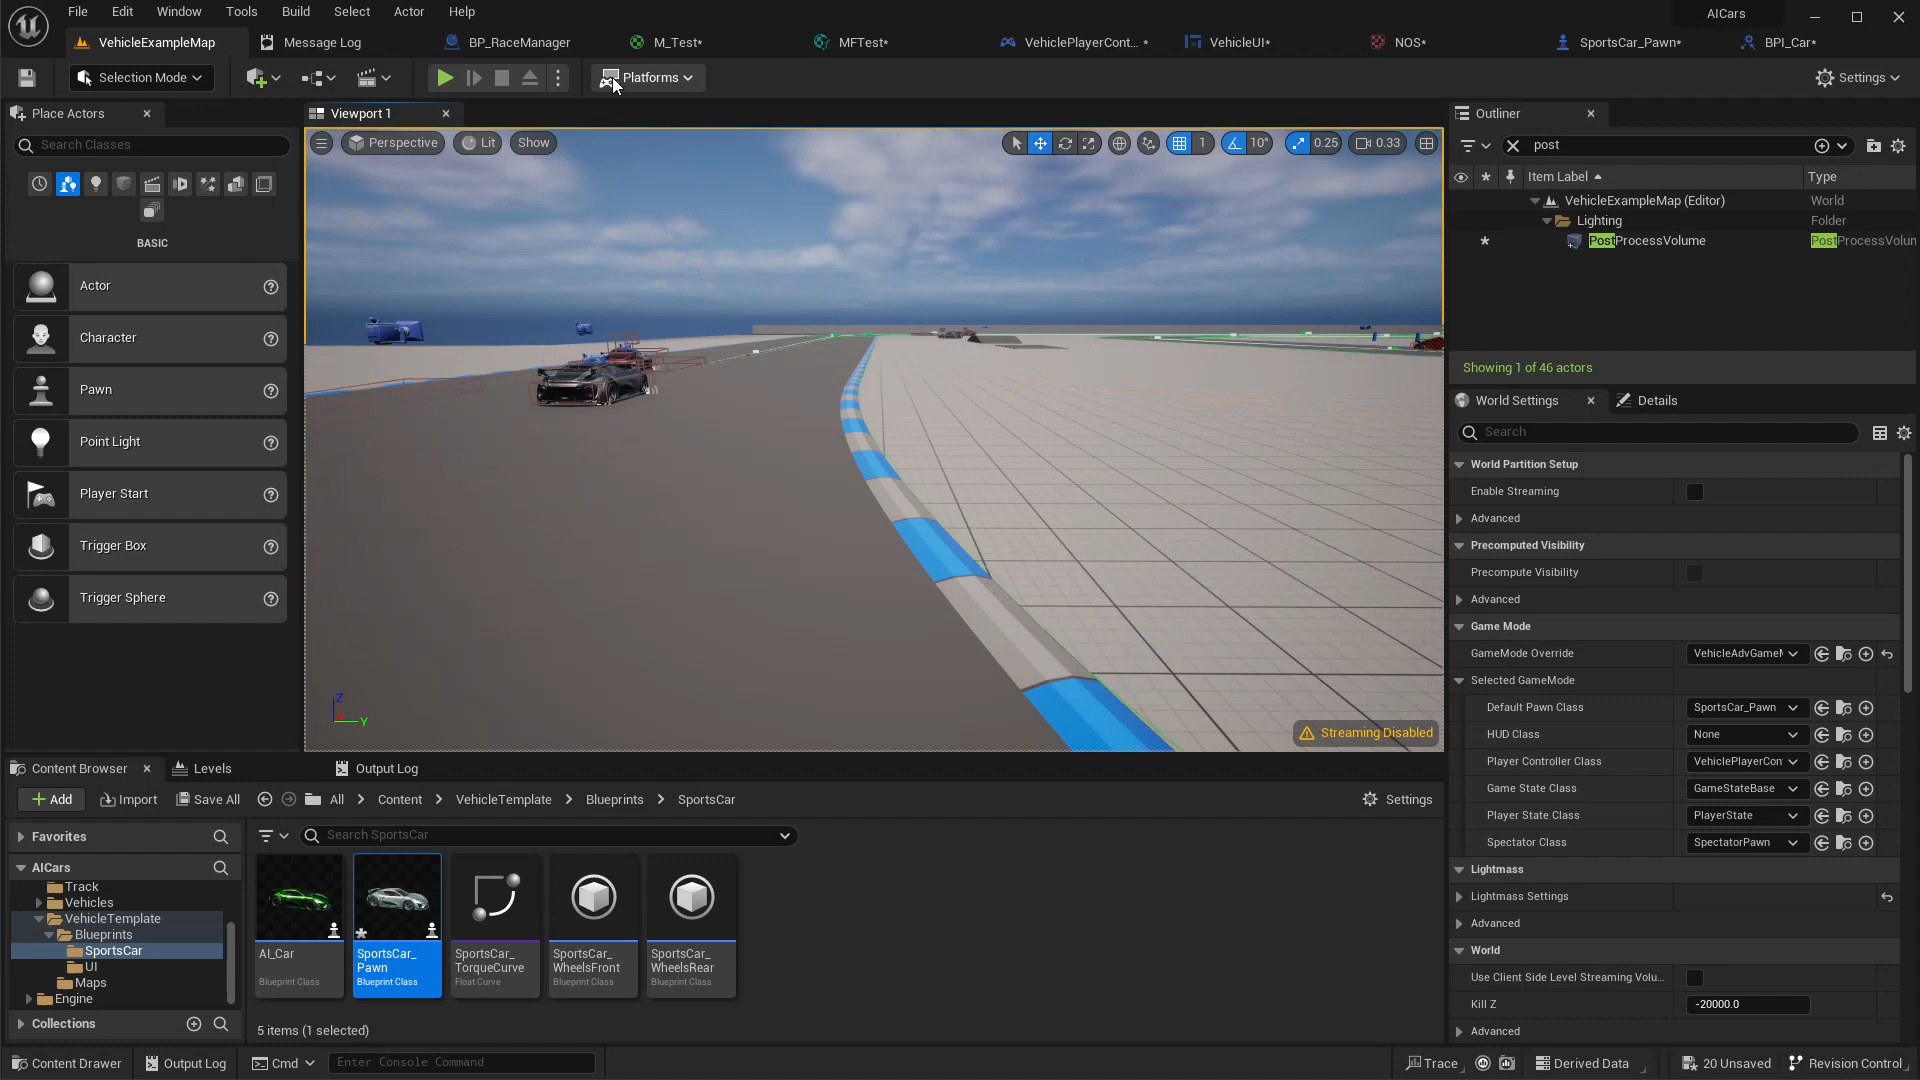 File Edit Window Tools Build Select Actor Help
AICars
VehicleExampleMap Message Log BP_RaceManager M_Test* MFTest* VehiclePlayerCont... * VehicleUI* NOS* SportsCar_Pawn* BPI_Car*
Selection Mode Platforms Settings
Place Actors
Search Classes
BASIC
Actor
Character
Pawn
Point Light
Player Start
Trigger Box
Trigger Sphere
Viewport 1
Perspective Lit Show 1 10° 0.25 0.33
Z
Y
Streaming Disabled
Outliner
post
Item Label Type
VehicleExampleMap (Editor) World
Lighting Folder
PostProcessVolume PostProcessVolun
Showing 1 of 46 actors
World Settings Details
Search
World Partition Setup
Enable Streaming
Advanced
Precomputed Visibility
Precompute Visibility
Advanced
Game Mode
GameMode Override VehicleAdvGameM
Selected GameMode
Default Pawn Class SportsCar_Pawn
HUD Class None
Player Controller Class VehiclePlayerCon
Game State Class GameStateBase
Player State Class PlayerState
Spectator Class SpectatorPawn
Lightmass
Lightmass Settings
Advanced
World
Use Client Side Level Streaming Volu...
Kill Z -20000.0
Advanced
Content Browser Levels Output Log
Add Import Save All All Content VehicleTemplate Blueprints SportsCar Settings
Favorites
Search SportsCar
AICars
Track
Vehicles
VehicleTemplate
Blueprints
SportsCar
UI
Maps
Engine
Collections
AI_Car
Blueprint Class
SportsCar_
Pawn
Blueprint Class
SportsCar_
TorqueCurve
Float Curve
SportsCar_
WheelsFront
Blueprint Class
SportsCar_
WheelsRear
Blueprint Class
5 items (1 selected)
Content Drawer Output Log Cmd Enter Console Command Trace Derived Data 20 Unsaved Revision Control